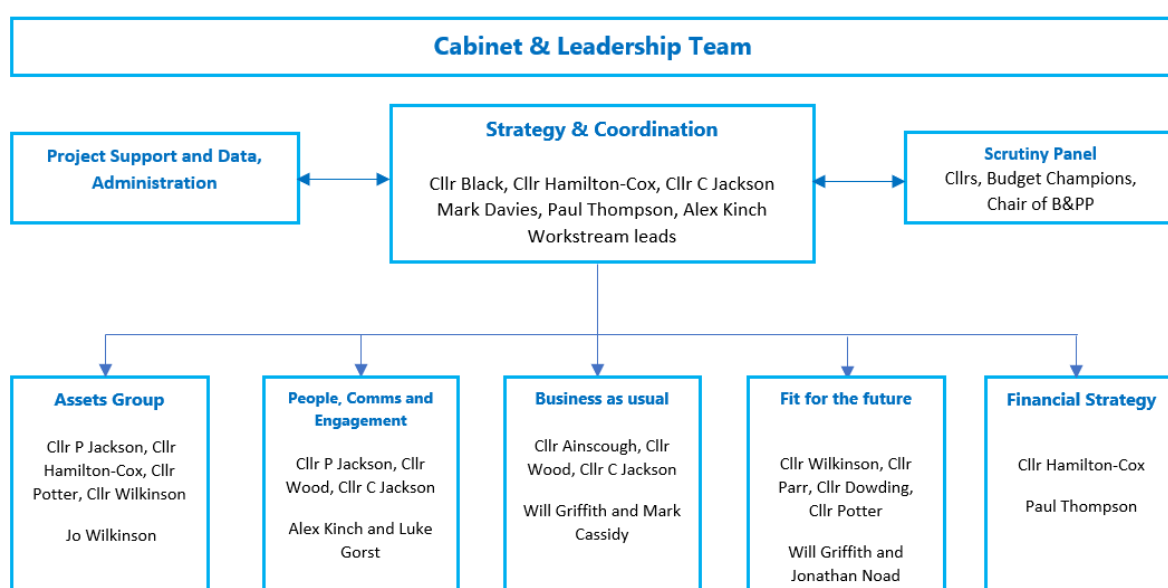 Cabinet & Leadership Team
Project Support and Data,
Administration
Strategy & Coordination
Cllr Black, Cllr Hamilton-Cox, Cllr C Jackson
Mark Davies, Paul Thompson, Alex Kinch
Workstream leads
Scrutiny Panel
Cllrs, Budget Champions,
Chair of B&PP
Assets Group
Cllr P Jackson, Cllr
Hamilton-Cox, Cllr
Potter, Cllr Wilkinson
Jo Wilkinson
People, Comms and
Engagement
Cllr P Jackson, Cllr
Wood, Cllr C Jackson
Alex Kinch and Luke
Gorst
Business as usual
Cllr Ainscough, Cllr
Wood, Cllr C Jackson
Will Griffith and Mark
Cassidy
Fit for the future
Cllr Wilkinson, Cllr
Parr, Cllr Dowding,
Cllr Potter
Will Griffith and
Jonathan Noad
Financial Strategy
Cllr Hamilton-Cox
Paul Thompson